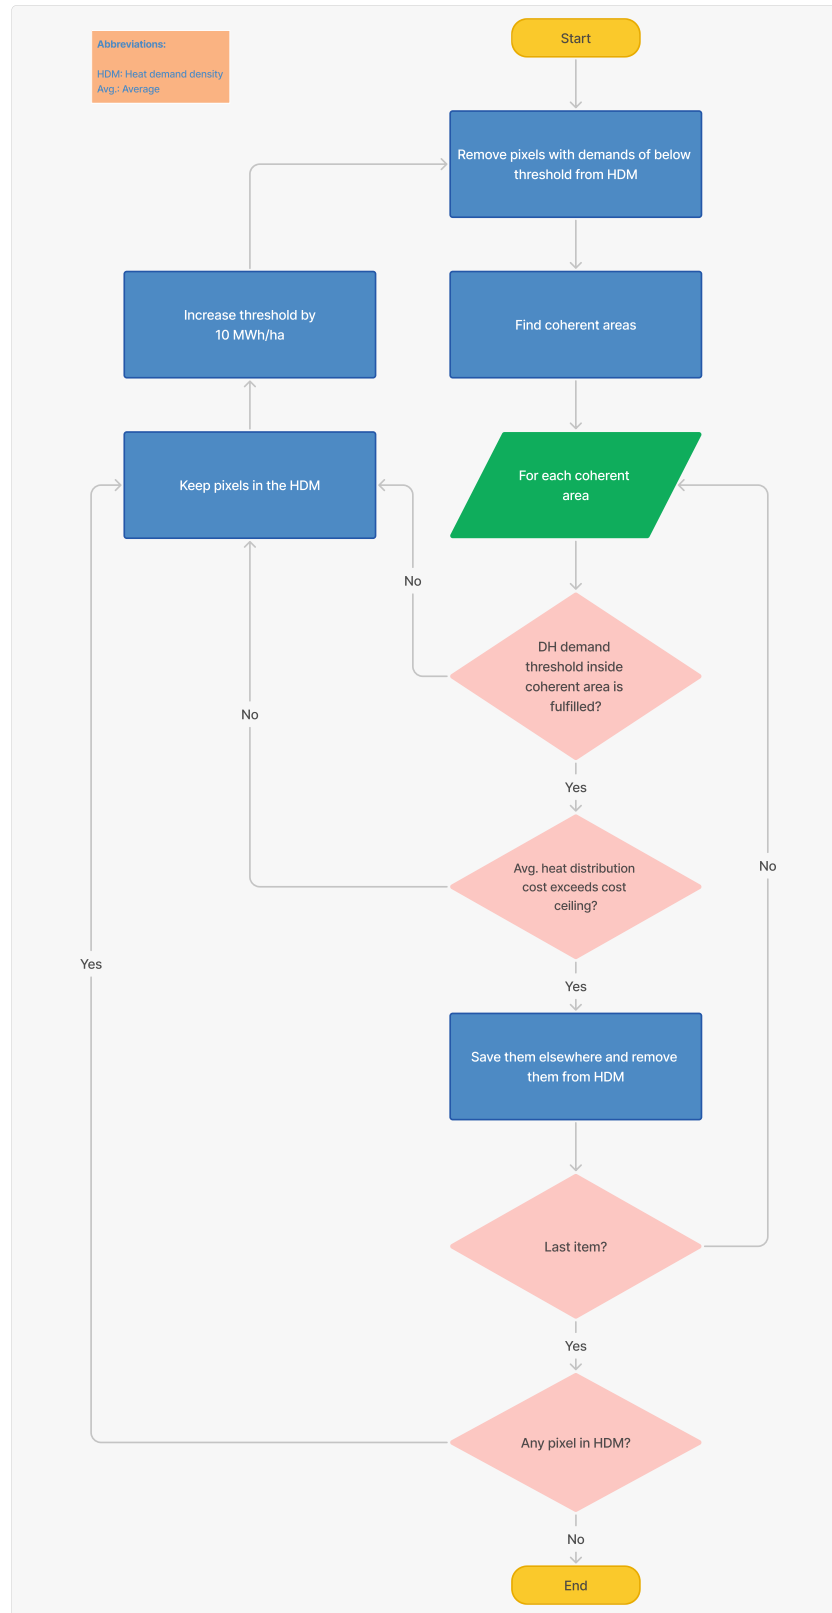 Abbreviations:
HDM: Heat demand density
Avg.: Average
Start
Remove pixels with demands of below
threshold from HDM
Increase threshold by
10 MWh/ha
Find coherent areas
Keep pixels in the HDM
For each coherent
area
No
DH demand
threshold inside
coherent area is
fulfilled?
No
Yes
Avg. heat distribution
cost exceeds cost
ceiling?
No
Yes
Yes
Save them elsewhere and remove
them from HDM
Last item?
Yes
Any pixel in HDM?
No
End